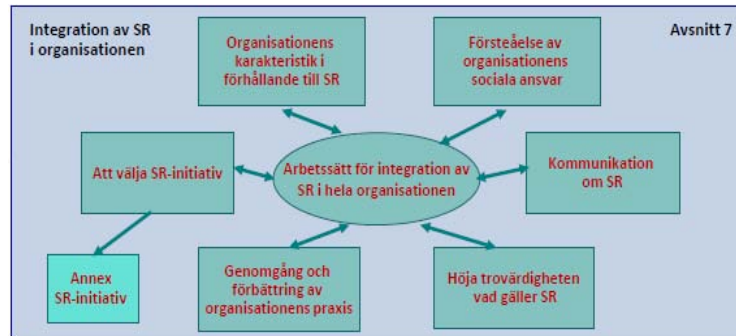 Integration av SR
i organisationen
Avsnitt 7
Organisationens
karakteristik i
förhållande till SR
Försteåelse av
organisationens
sociala ansvar
Att välja SR-initiativ
Arbetssätt för integration av
SR i hela organisationen
Kommunikation
om SR
Annex
SR-initiativ
Genomgång och
förbättring av
organisationens praxis
Höja trovärdigheten
vad gäller SR